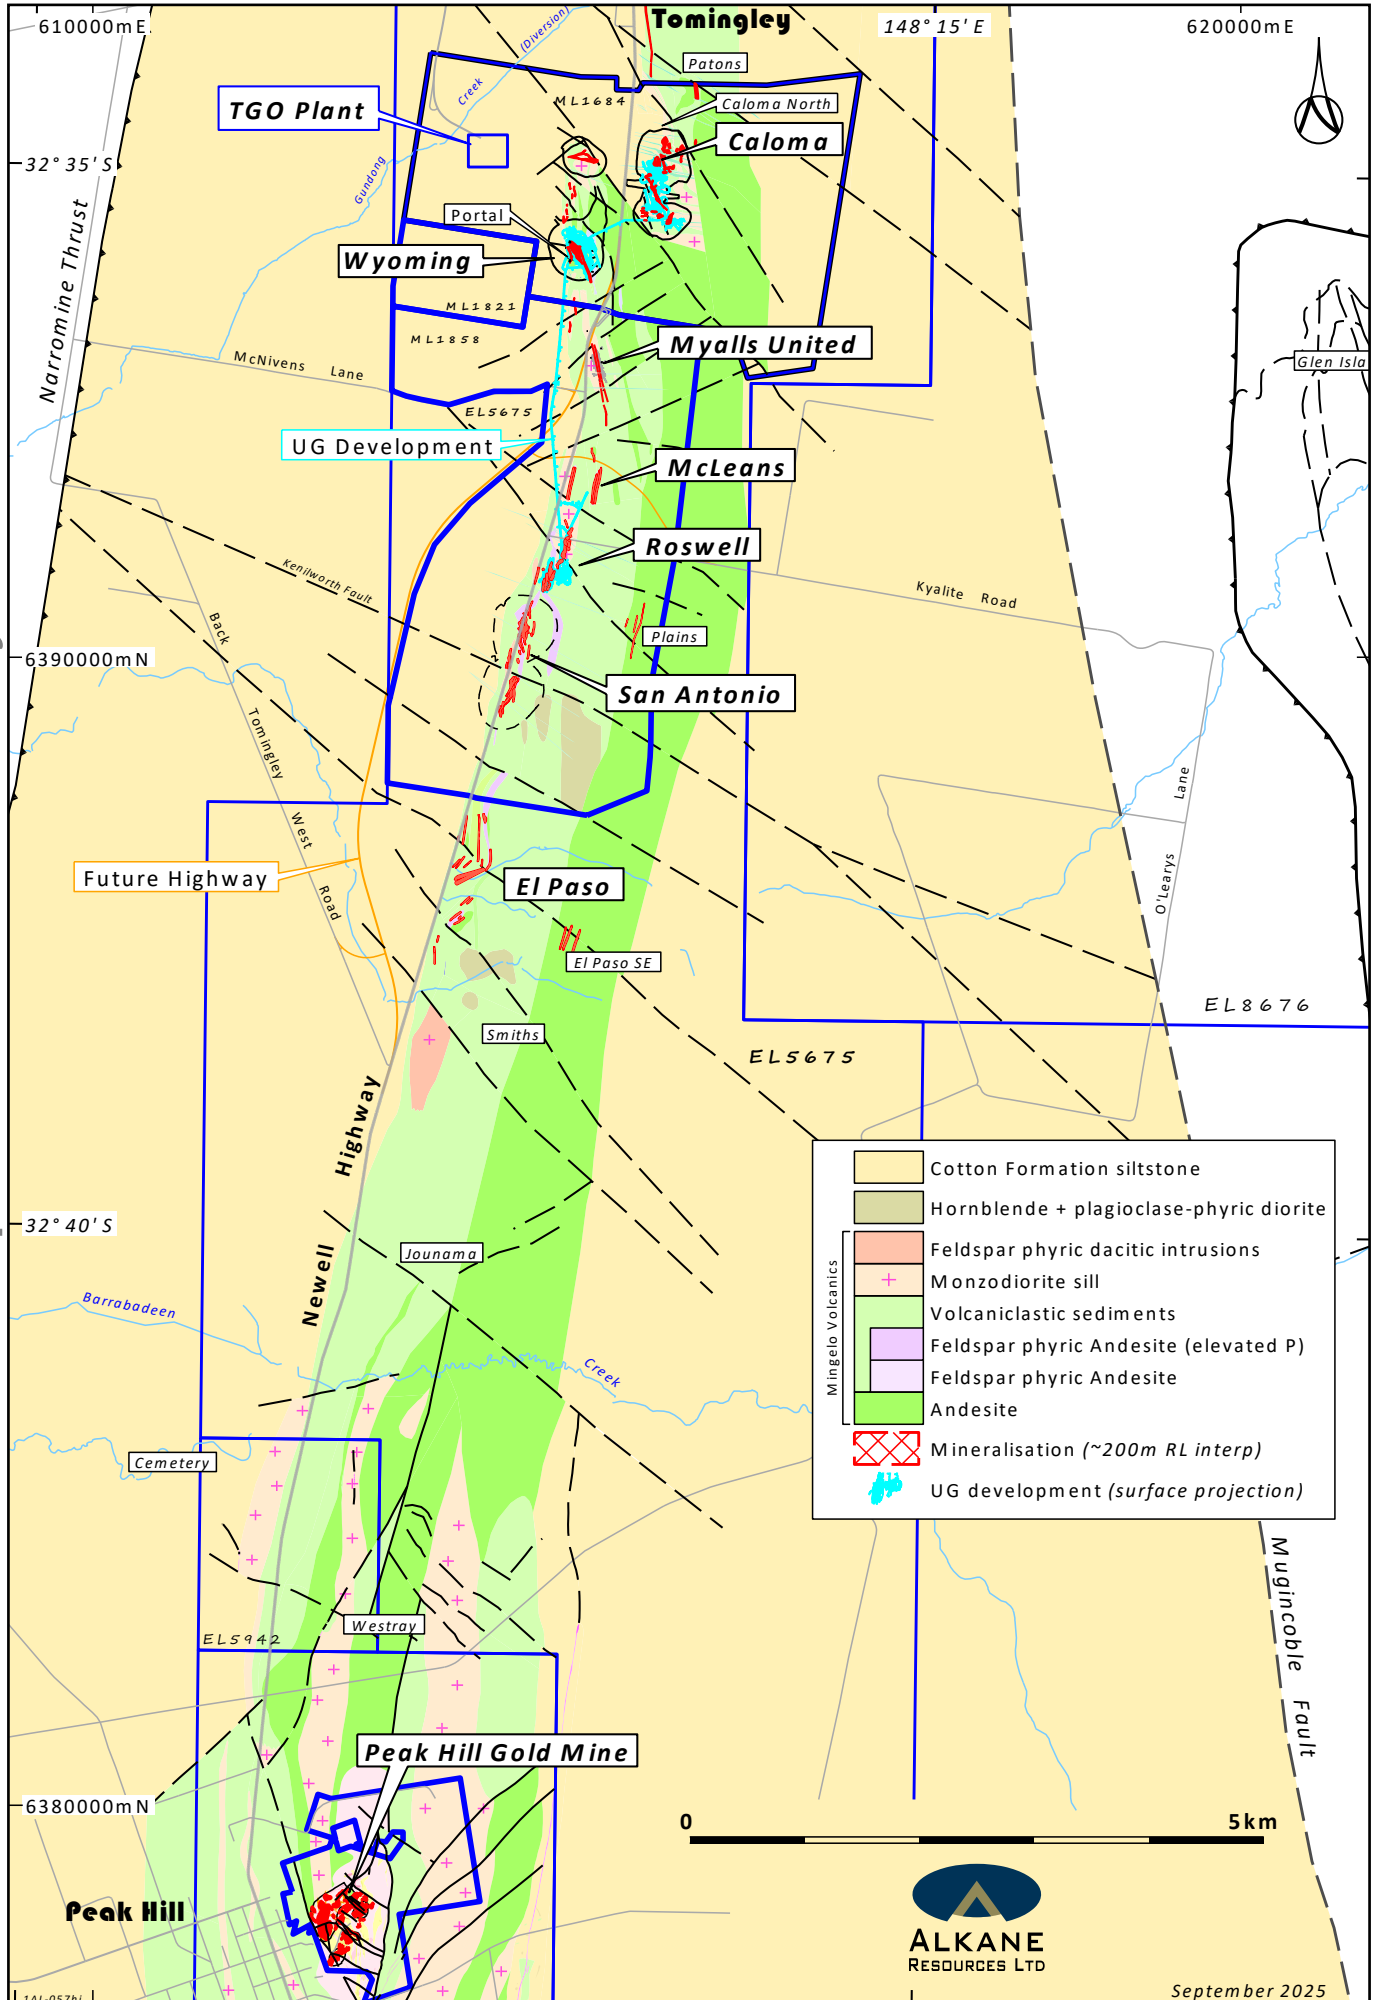 610000mE
Tomingley
148° 15' E
620000mE
(Diversion)
Creek
Gundong
Patons
ML1684
Caloma North
TGO Plant
Caloma
32° 35' S
Narromine Thrust
Portal
Wyoming
ML1821
ML1858
Myalls United
Glen Isla
McNivens Lane
EL5675
UG Development
McLeans
Roswell
Kenilworth Fault
Kyalite Road
Back Tomingley West Road
Plains
6390000mN
San Antonio
O'Learys Lane
Future Highway
El Paso
El Paso SE
EL8676
Smiths
EL5675
Newell Highway
32° 40' S
Jounama
Barrabadeen
Creek
Cemetery
Westray
EL5942
Peak Hill Gold Mine
6380000mN
Peak Hill
Mugincoble Fault
Cotton Formation siltstone
Hornblende + plagioclase-phyric diorite
Mingelo Volcanics
Feldspar phyric dacitic intrusions
Monzodiorite sill
Volcaniclastic sediments
Feldspar phyric Andesite (elevated P)
Feldspar phyric Andesite
Andesite
Mineralisation (~200m RL interp)
UG development (surface projection)
0
5km
ALKANE
RESOURCES LTD
September 2025